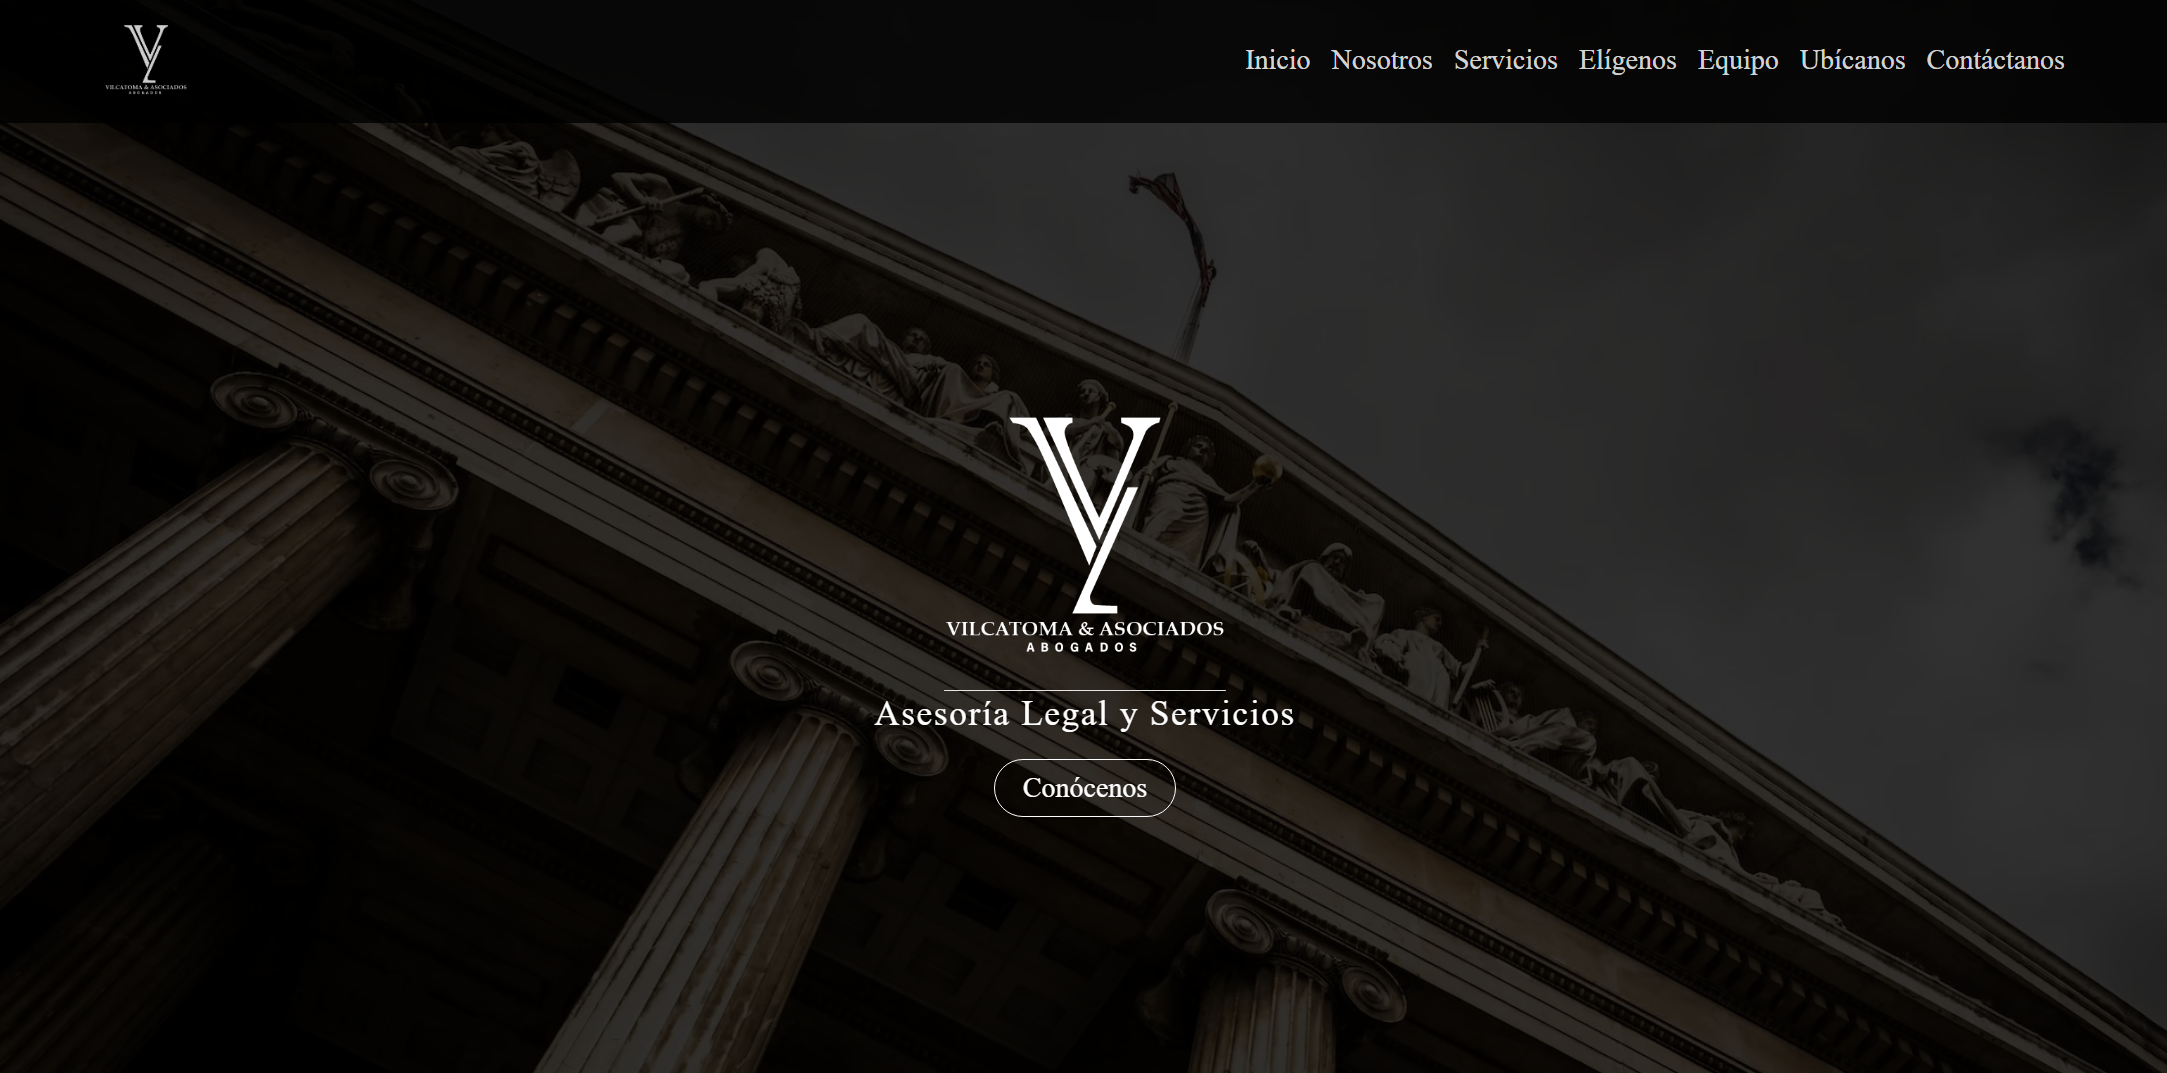 VILCATOMA & ASOCIADOS
ABOGADOS
Inicio Nosotros Servicios Elígenos Equipo Ubícanos Contáctanos
VILCATOMA & ASOCIADOS
ABOGADOS
Asesoría Legal y Servicios
Conócenos